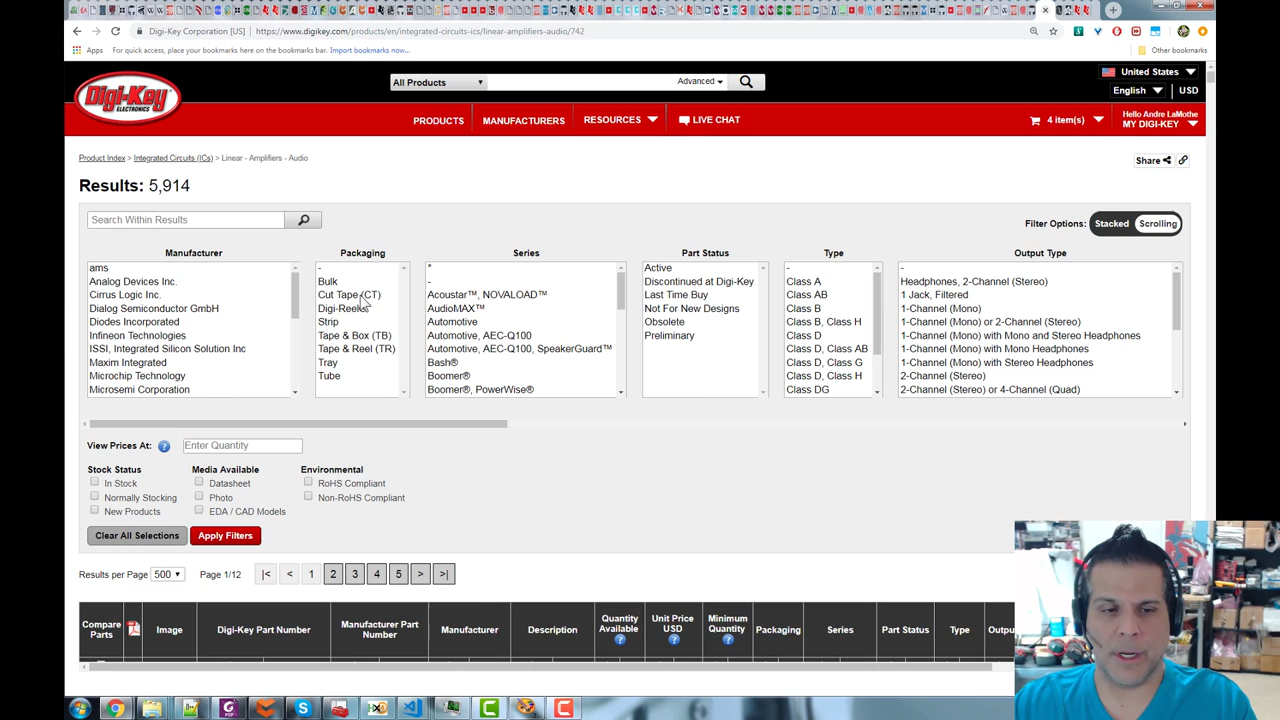 Digi-Key Corporation [US] | https://www.digikey.com/products/en/integrated-circuits-ics/linear-amplifiers-audio/742
Apps For quick access, place your bookmarks here on the bookmarks bar. Import bookmarks now... Other bookmarks
Digi-Key
ELECTRONICS
All Products Advanced
United States
English USD
PRODUCTS MANUFACTURERS RESOURCES LIVE CHAT 4 item(s)
Hello Andre LaMothe
MY DIGI-KEY
Product Index > Integrated Circuits (ICs) > Linear - Amplifiers - Audio
Share
Results: 5,914
Search Within Results
Filter Options: Stacked Scrolling
Manufacturer Packaging Series Part Status Type Output Type
ams - * Active - -
Analog Devices Inc. Bulk - Discontinued at Digi-Key Class A Headphones, 2-Channel (Stereo)
Cirrus Logic Inc. Cut Tape (CT) Acoustar™, NOVALOAD™ Last Time Buy Class AB 1 Jack, Filtered
Dialog Semiconductor GmbH Digi-Reel® AudioMAX™ Not For New Designs Class B 1-Channel (Mono)
Diodes Incorporated Strip Automotive Obsolete Class B, Class H 1-Channel (Mono) or 2-Channel (Stereo)
Infineon Technologies Tape & Box (TB) Automotive, AEC-Q100 Preliminary Class D 1-Channel (Mono) with Mono and Stereo Headphones
ISSI, Integrated Silicon Solution Inc Tape & Reel (TR) Automotive, AEC-Q100, SpeakerGuard™ Class D, Class AB 1-Channel (Mono) with Mono Headphones
Maxim Integrated Tray Bash® Class D, Class G 1-Channel (Mono) with Stereo Headphones
Microchip Technology Tube Boomer® Class D, Class H 2-Channel (Stereo)
Microsemi Corporation Boomer®, PowerWise® Class DG 2-Channel (Stereo) or 4-Channel (Quad)
View Prices At: ? Enter Quantity
Stock Status Media Available Environmental
In Stock Datasheet RoHS Compliant
Normally Stocking Photo Non-RoHS Compliant
New Products EDA / CAD Models
Clear All Selections Apply Filters
Results per Page 500 Page 1/12 |< < 1 2 3 4 5 > >|
Compare Parts Image Digi-Key Part Number Manufacturer Part Number Manufacturer Description Quantity Available ? Unit Price USD ? Minimum Quantity ? Packaging Series Part Status Type Outpu